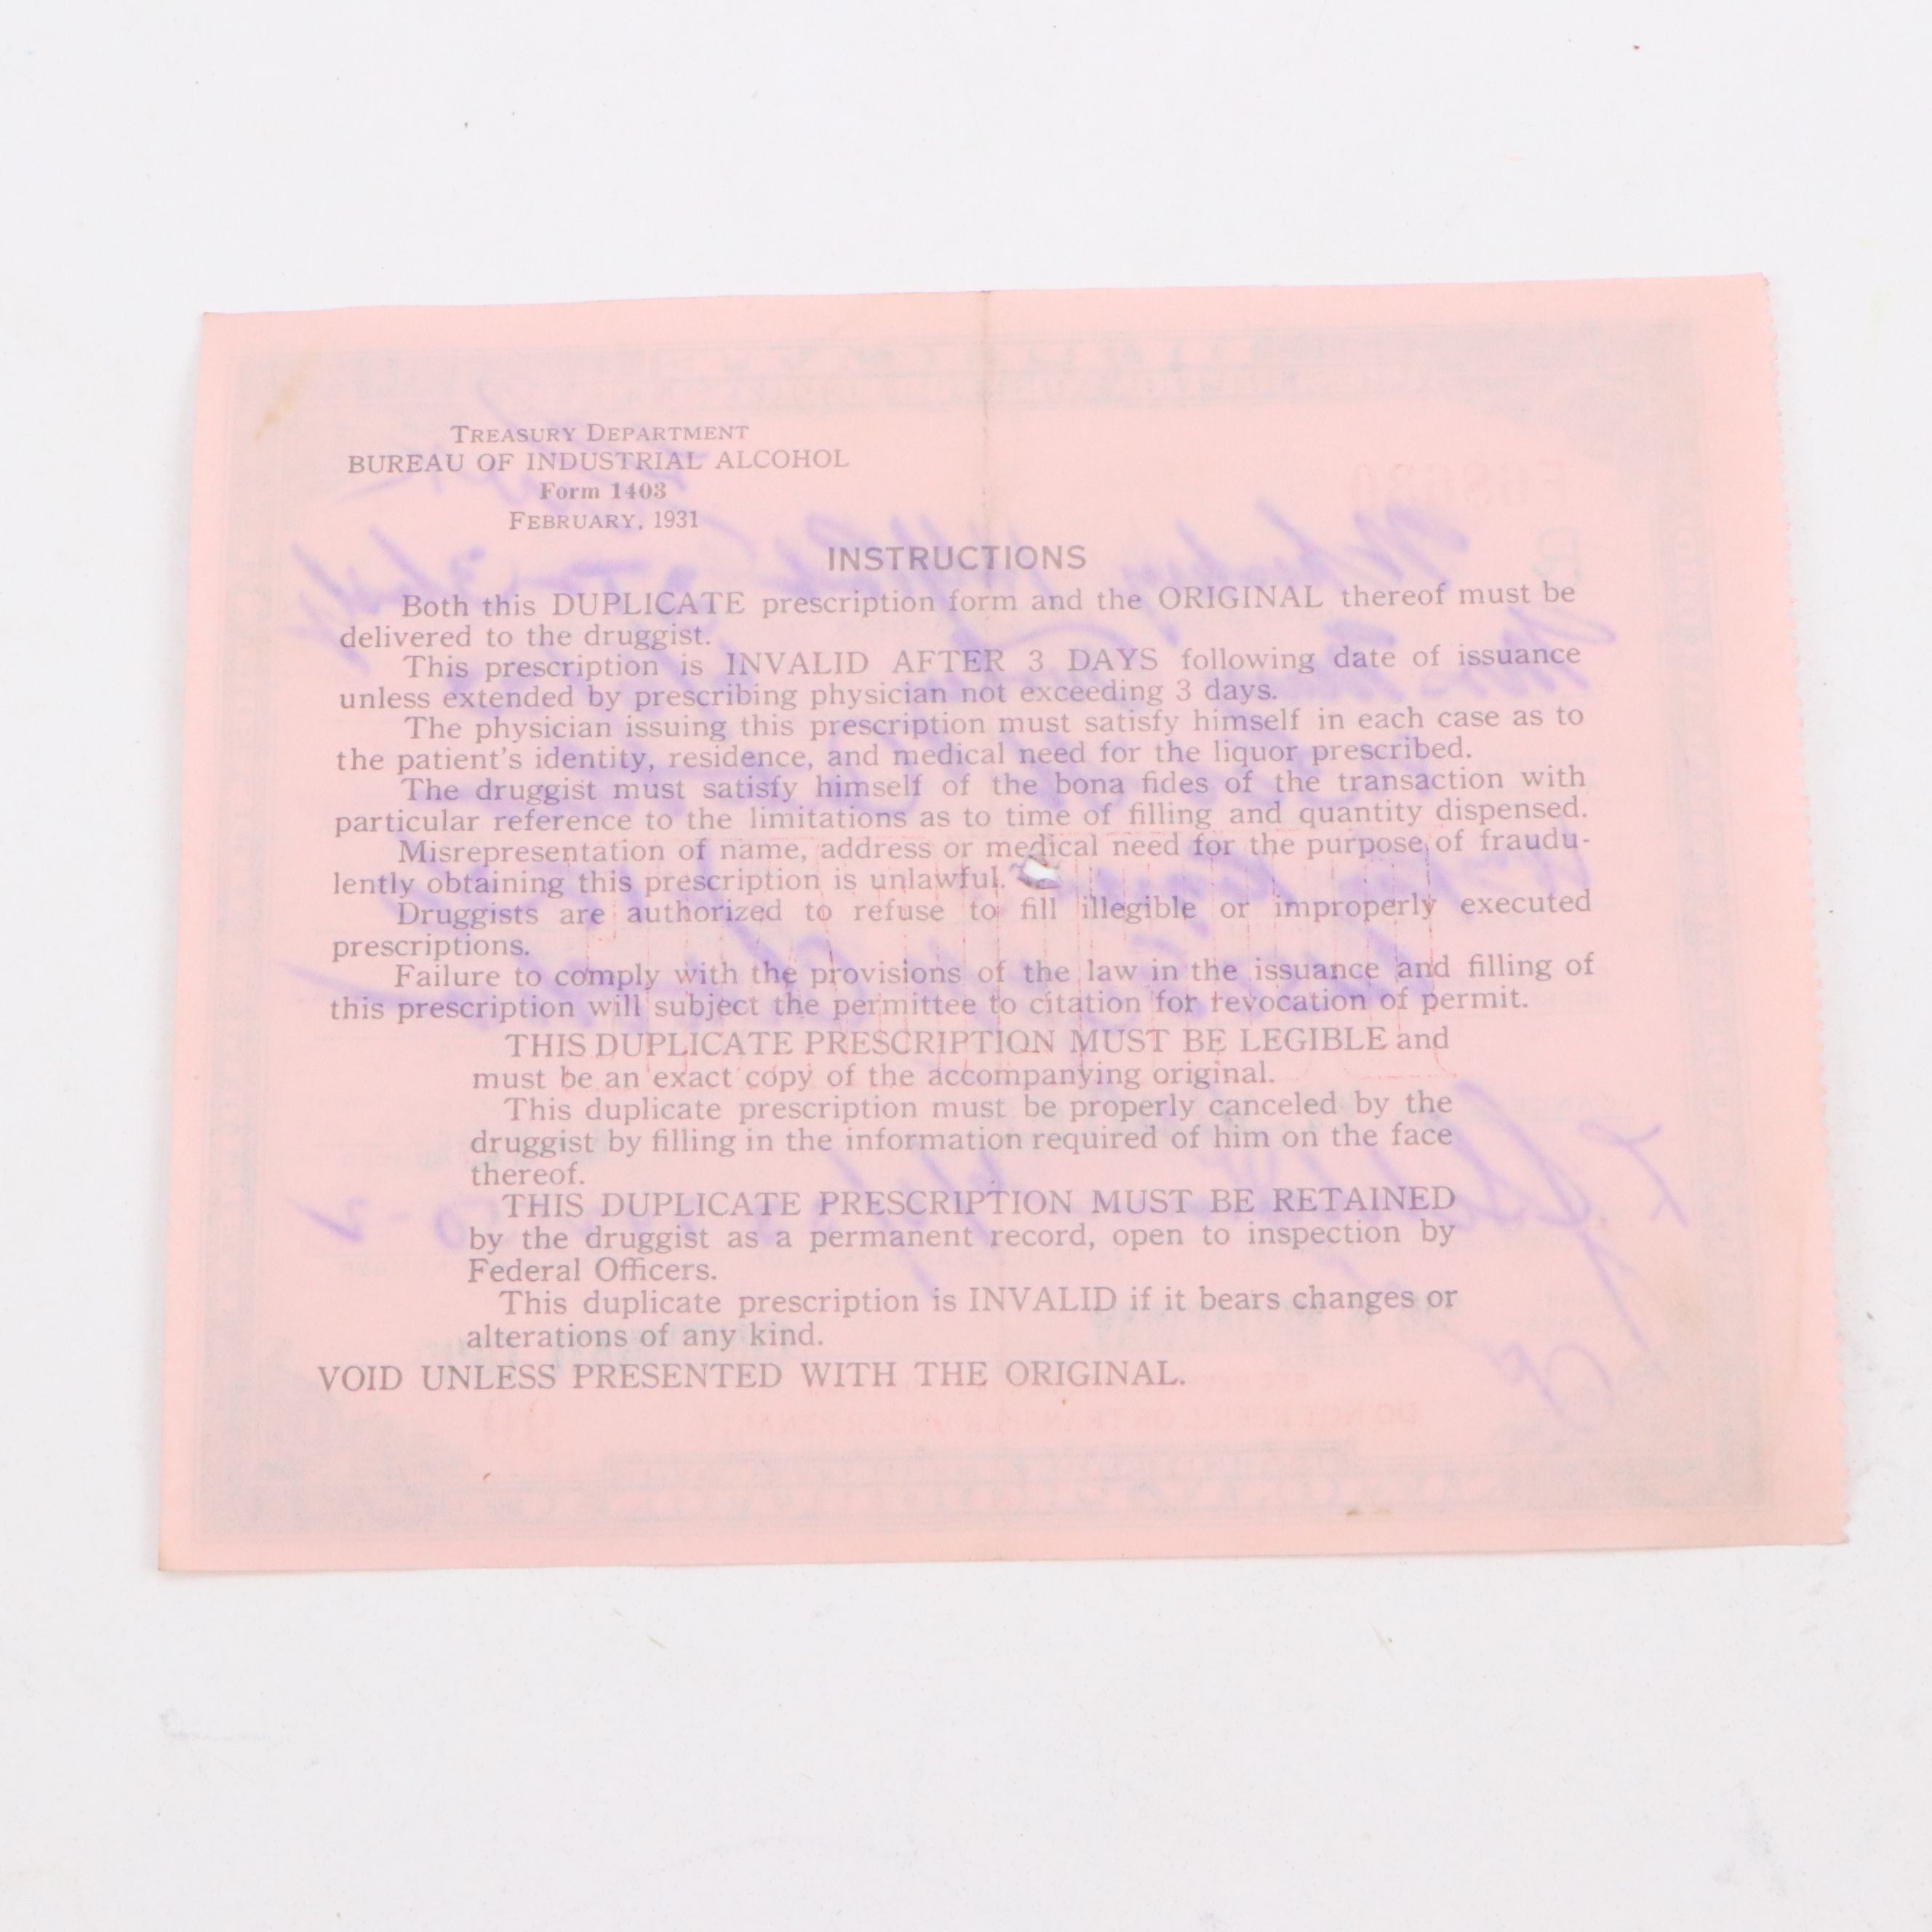 TREASURY DEPARTMENT
BUREAU OF INDUSTRIAL ALCOHOL
Form 1403
FEBRUARY, 1931
INSTRUCTIONS
Both this DUPLICATE prescription form and the ORIGINAL thereof must be
delivered to the druggist.
This prescription is INVALID AFTER 3 DAYS following date of issuance
unless extended by prescribing physician not exceeding 3 days.
The physician issuing this prescription must satisfy himself in each case as to
the patient's identity, residence, and medical need for the liquor prescribed.
The druggist must satisfy himself of the bona fides of the transaction with
particular reference to the limitations as to time of filling and quantity dispensed.
Misrepresentation of name, address or medical need for the purpose of fraudu-
lently obtaining this prescription is unlawful.
Druggists are authorized to refuse to fill illegible or improperly executed
prescriptions.
Failure to comply with the provisions of the law in the issuance and filling of
this prescription will subject the permittee to citation for revocation of permit.
THIS DUPLICATE PRESCRIPTION MUST BE LEGIBLE and
must be an exact copy of the accompanying original.
This duplicate prescription must be properly canceled by the
druggist by filling in the information required of him on the face
thereof.
THIS DUPLICATE PRESCRIPTION MUST BE RETAINED
by the druggist as a permanent record, open to inspection by
Federal Officers.
This duplicate prescription is INVALID if it bears changes or
alterations of any kind.
VOID UNLESS PRESENTED WITH THE ORIGINAL.